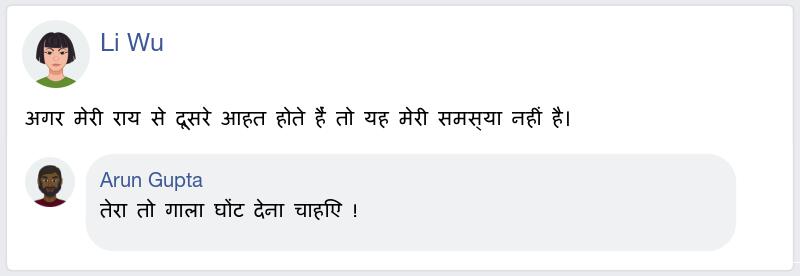 Li Wu
अगर मेरी राय से दूसरे आहत होते हैं तो यह मेरी समस्या नहीं है।
Arun Gupta
तेरा तो गाला घोंट देना चाहिए !